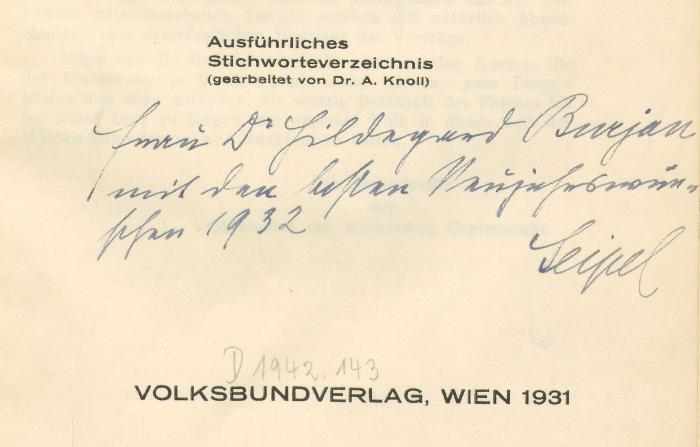 Ausführliches
Stichworteverzeichnis
(gearbeitet von Dr. A. Knoll)
Frau Dr Hildegard Burjan
mit den besten Neujahrswün-
schen 1932
Seipel
D 1942.143
VOLKSBUNDVERLAG, WIEN 1931